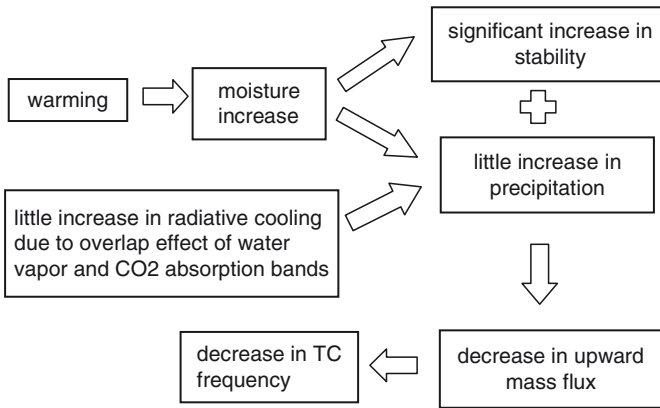 significant increase in
stability
warming
moisture
increase
little increase in
precipitation
little increase in radiative cooling
due to overlap effect of water
vapor and CO2 absorption bands
decrease in TC
frequency
decrease in upward
mass flux